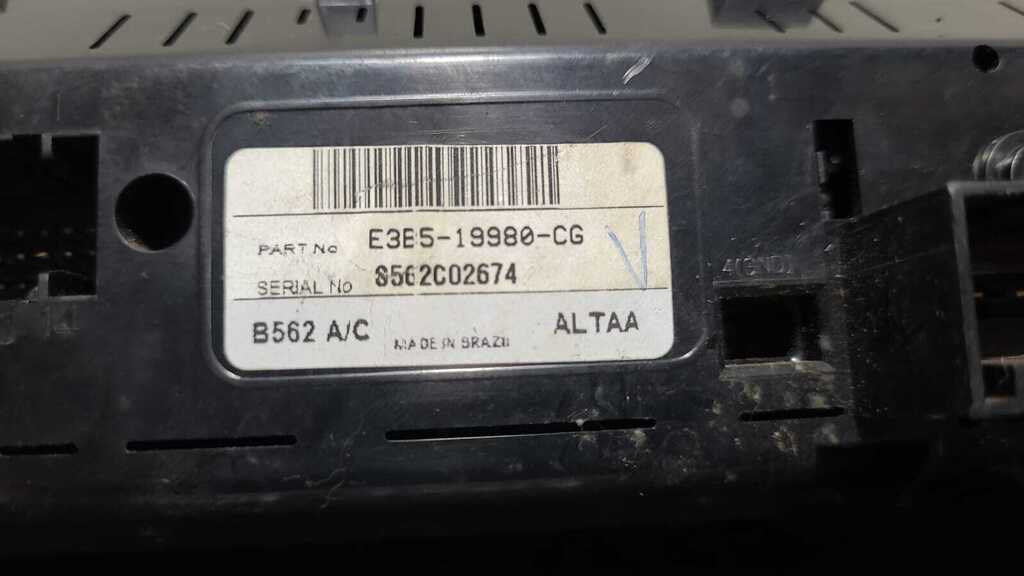 PART No E3B5-19980-CG
SERIAL No 8562C02674
B562 A/C MADE IN BRAZIL ALTAA
4(GND)